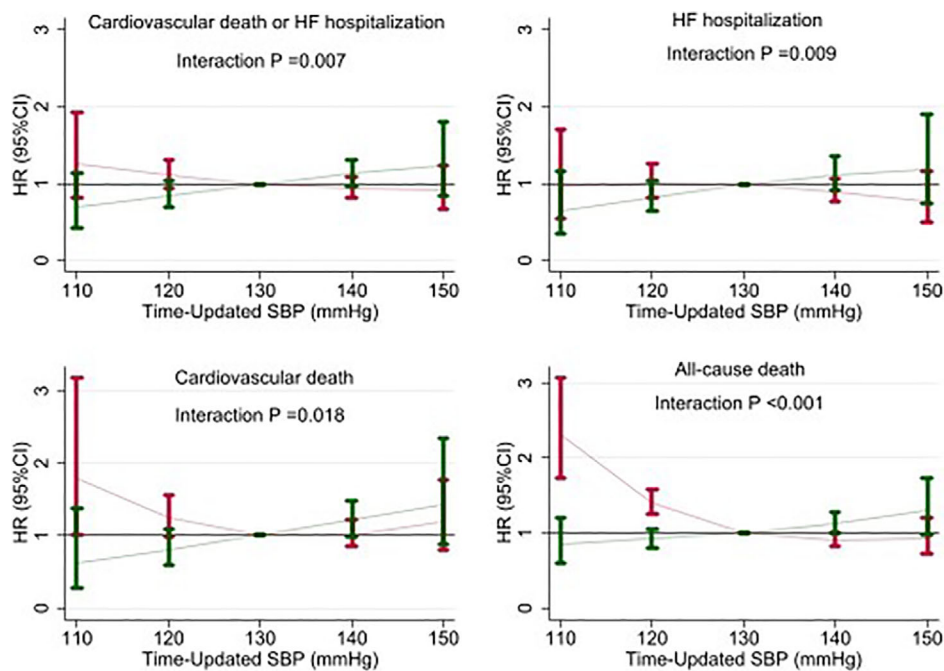 Cardiovascular death or HF hospitalization
Interaction P =0.007
HR (95%CI)
3
2
1
0
110 120 130 140 150
Time-Updated SBP (mmHg)
HF hospitalization
Interaction P =0.009
HR (95%CI)
3
2
1
0
110 120 130 140 150
Time-Updated SBP (mmHg)
Cardiovascular death
Interaction P =0.018
HR (95%CI)
3
2
1
0
110 120 130 140 150
Time-Updated SBP (mmHg)
All-cause death
Interaction P <0.001
HR (95%CI)
3
2
1
0
110 120 130 140 150
Time-Updated SBP (mmHg)